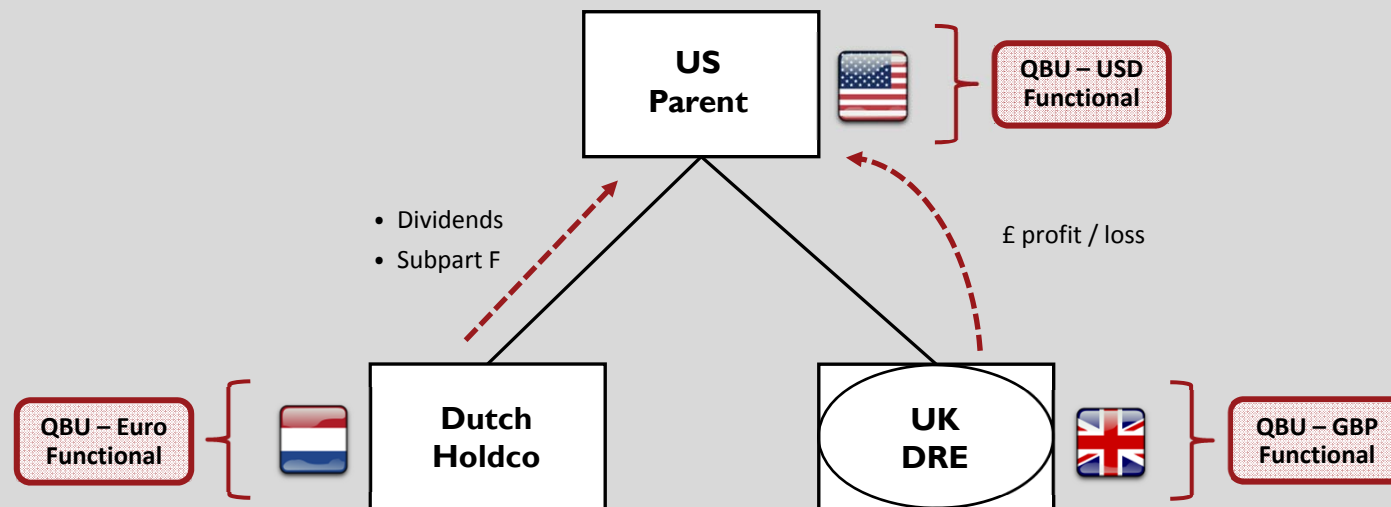 US
Parent
QBU – USD
Functional
• Dividends
• Subpart F
£ profit / loss
QBU – Euro
Functional
Dutch
Holdco
UK
DRE
QBU – GBP
Functional